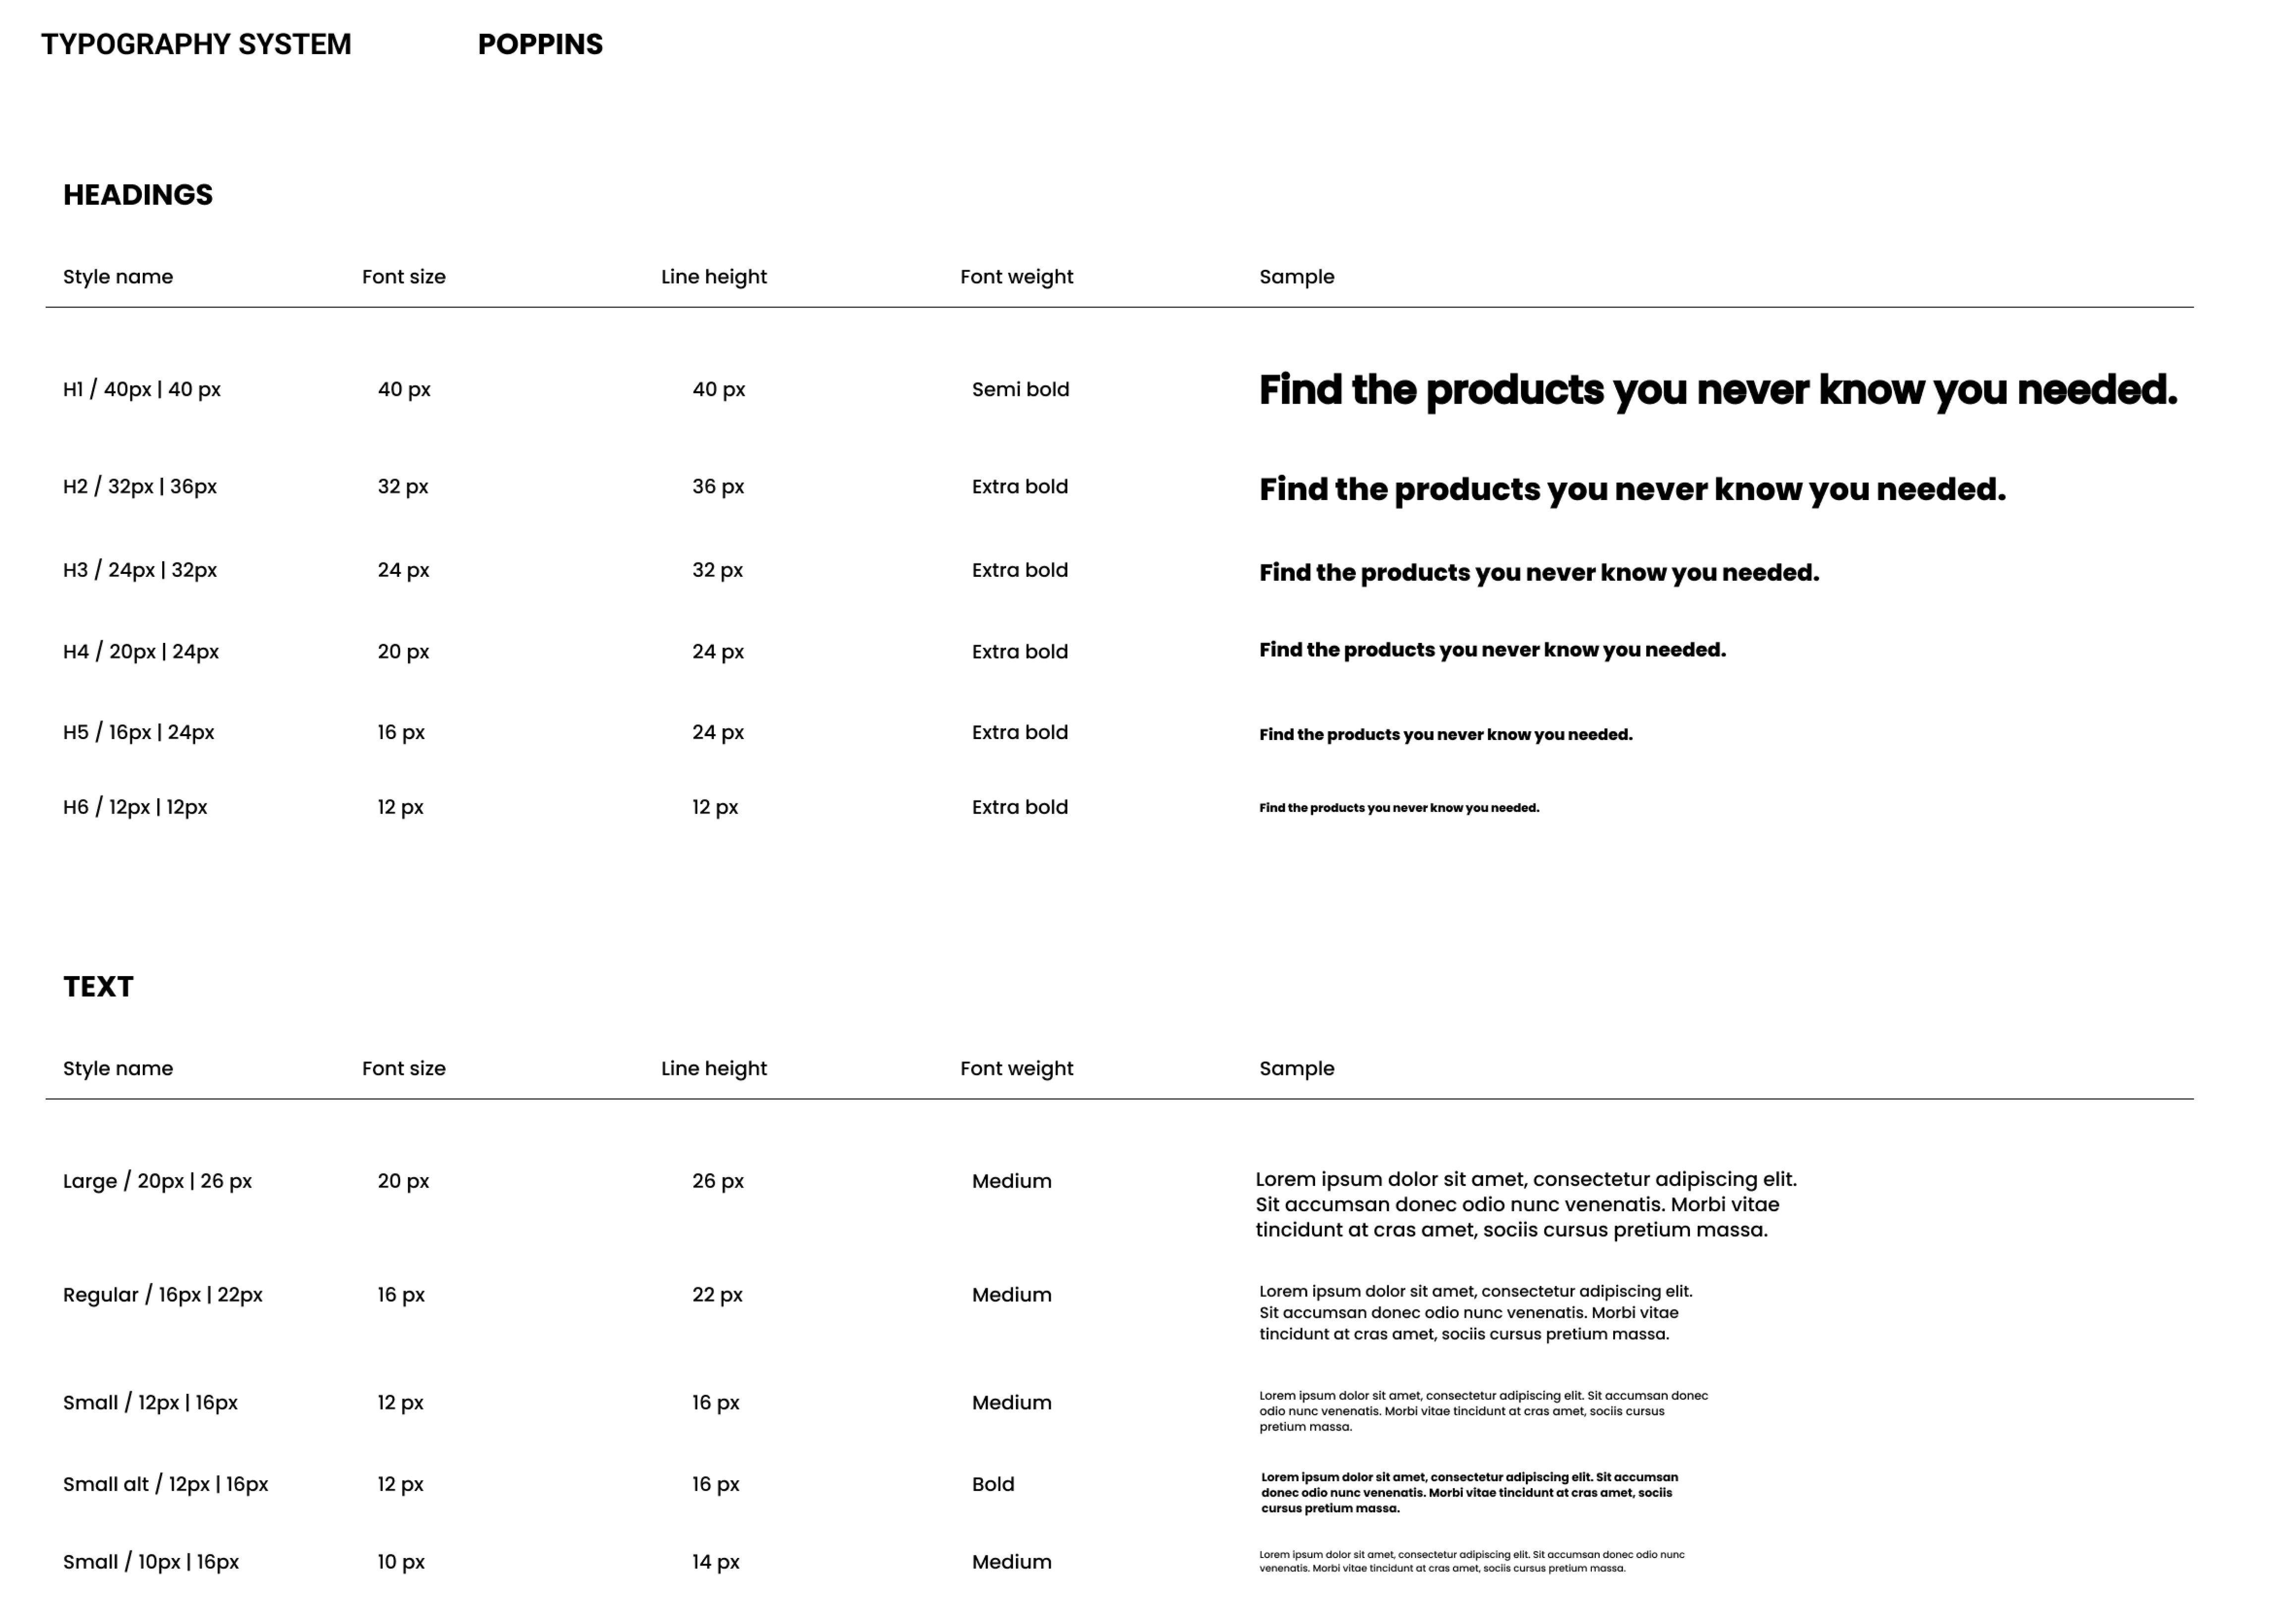 TYPOGRAPHY SYSTEM POPPINS
HEADINGS
Style name Font size Line height Font weight Sample
H1 / 40px | 40 px 40 px 40 px Semi bold Find the products you never know you needed.
H2 / 32px | 36px 32 px 36 px Extra bold Find the products you never know you needed.
H3 / 24px | 32px 24 px 32 px Extra bold Find the products you never know you needed.
H4 / 20px | 24px 20 px 24 px Extra bold Find the products you never know you needed.
H5 / 16px | 24px 16 px 24 px Extra bold Find the products you never know you needed.
H6 / 12px | 12px 12 px 12 px Extra bold Find the products you never know you needed.
TEXT
Style name Font size Line height Font weight Sample
Large / 20px | 26 px 20 px 26 px Medium Lorem ipsum dolor sit amet, consectetur adipiscing elit.
Sit accumsan donec odio nunc venenatis. Morbi vitae
tincidunt at cras amet, sociis cursus pretium massa.
Regular / 16px | 22px 16 px 22 px Medium Lorem ipsum dolor sit amet, consectetur adipiscing elit.
Sit accumsan donec odio nunc venenatis. Morbi vitae
tincidunt at cras amet, sociis cursus pretium massa.
Small / 12px | 16px 12 px 16 px Medium Lorem ipsum dolor sit amet, consectetur adipiscing elit. Sit accumsan donec
odio nunc venenatis. Morbi vitae tincidunt at cras amet, sociis cursus
pretium massa.
Small alt / 12px | 16px 12 px 16 px Bold Lorem ipsum dolor sit amet, consectetur adipiscing elit. Sit accumsan
donec odio nunc venenatis. Morbi vitae tincidunt at cras amet, sociis
cursus pretium massa.
Small / 10px | 16px 10 px 14 px Medium Lorem ipsum dolor sit amet, consectetur adipiscing elit. Sit accumsan donec odio nunc
venenatis. Morbi vitae tincidunt at cras amet, sociis cursus pretium massa.